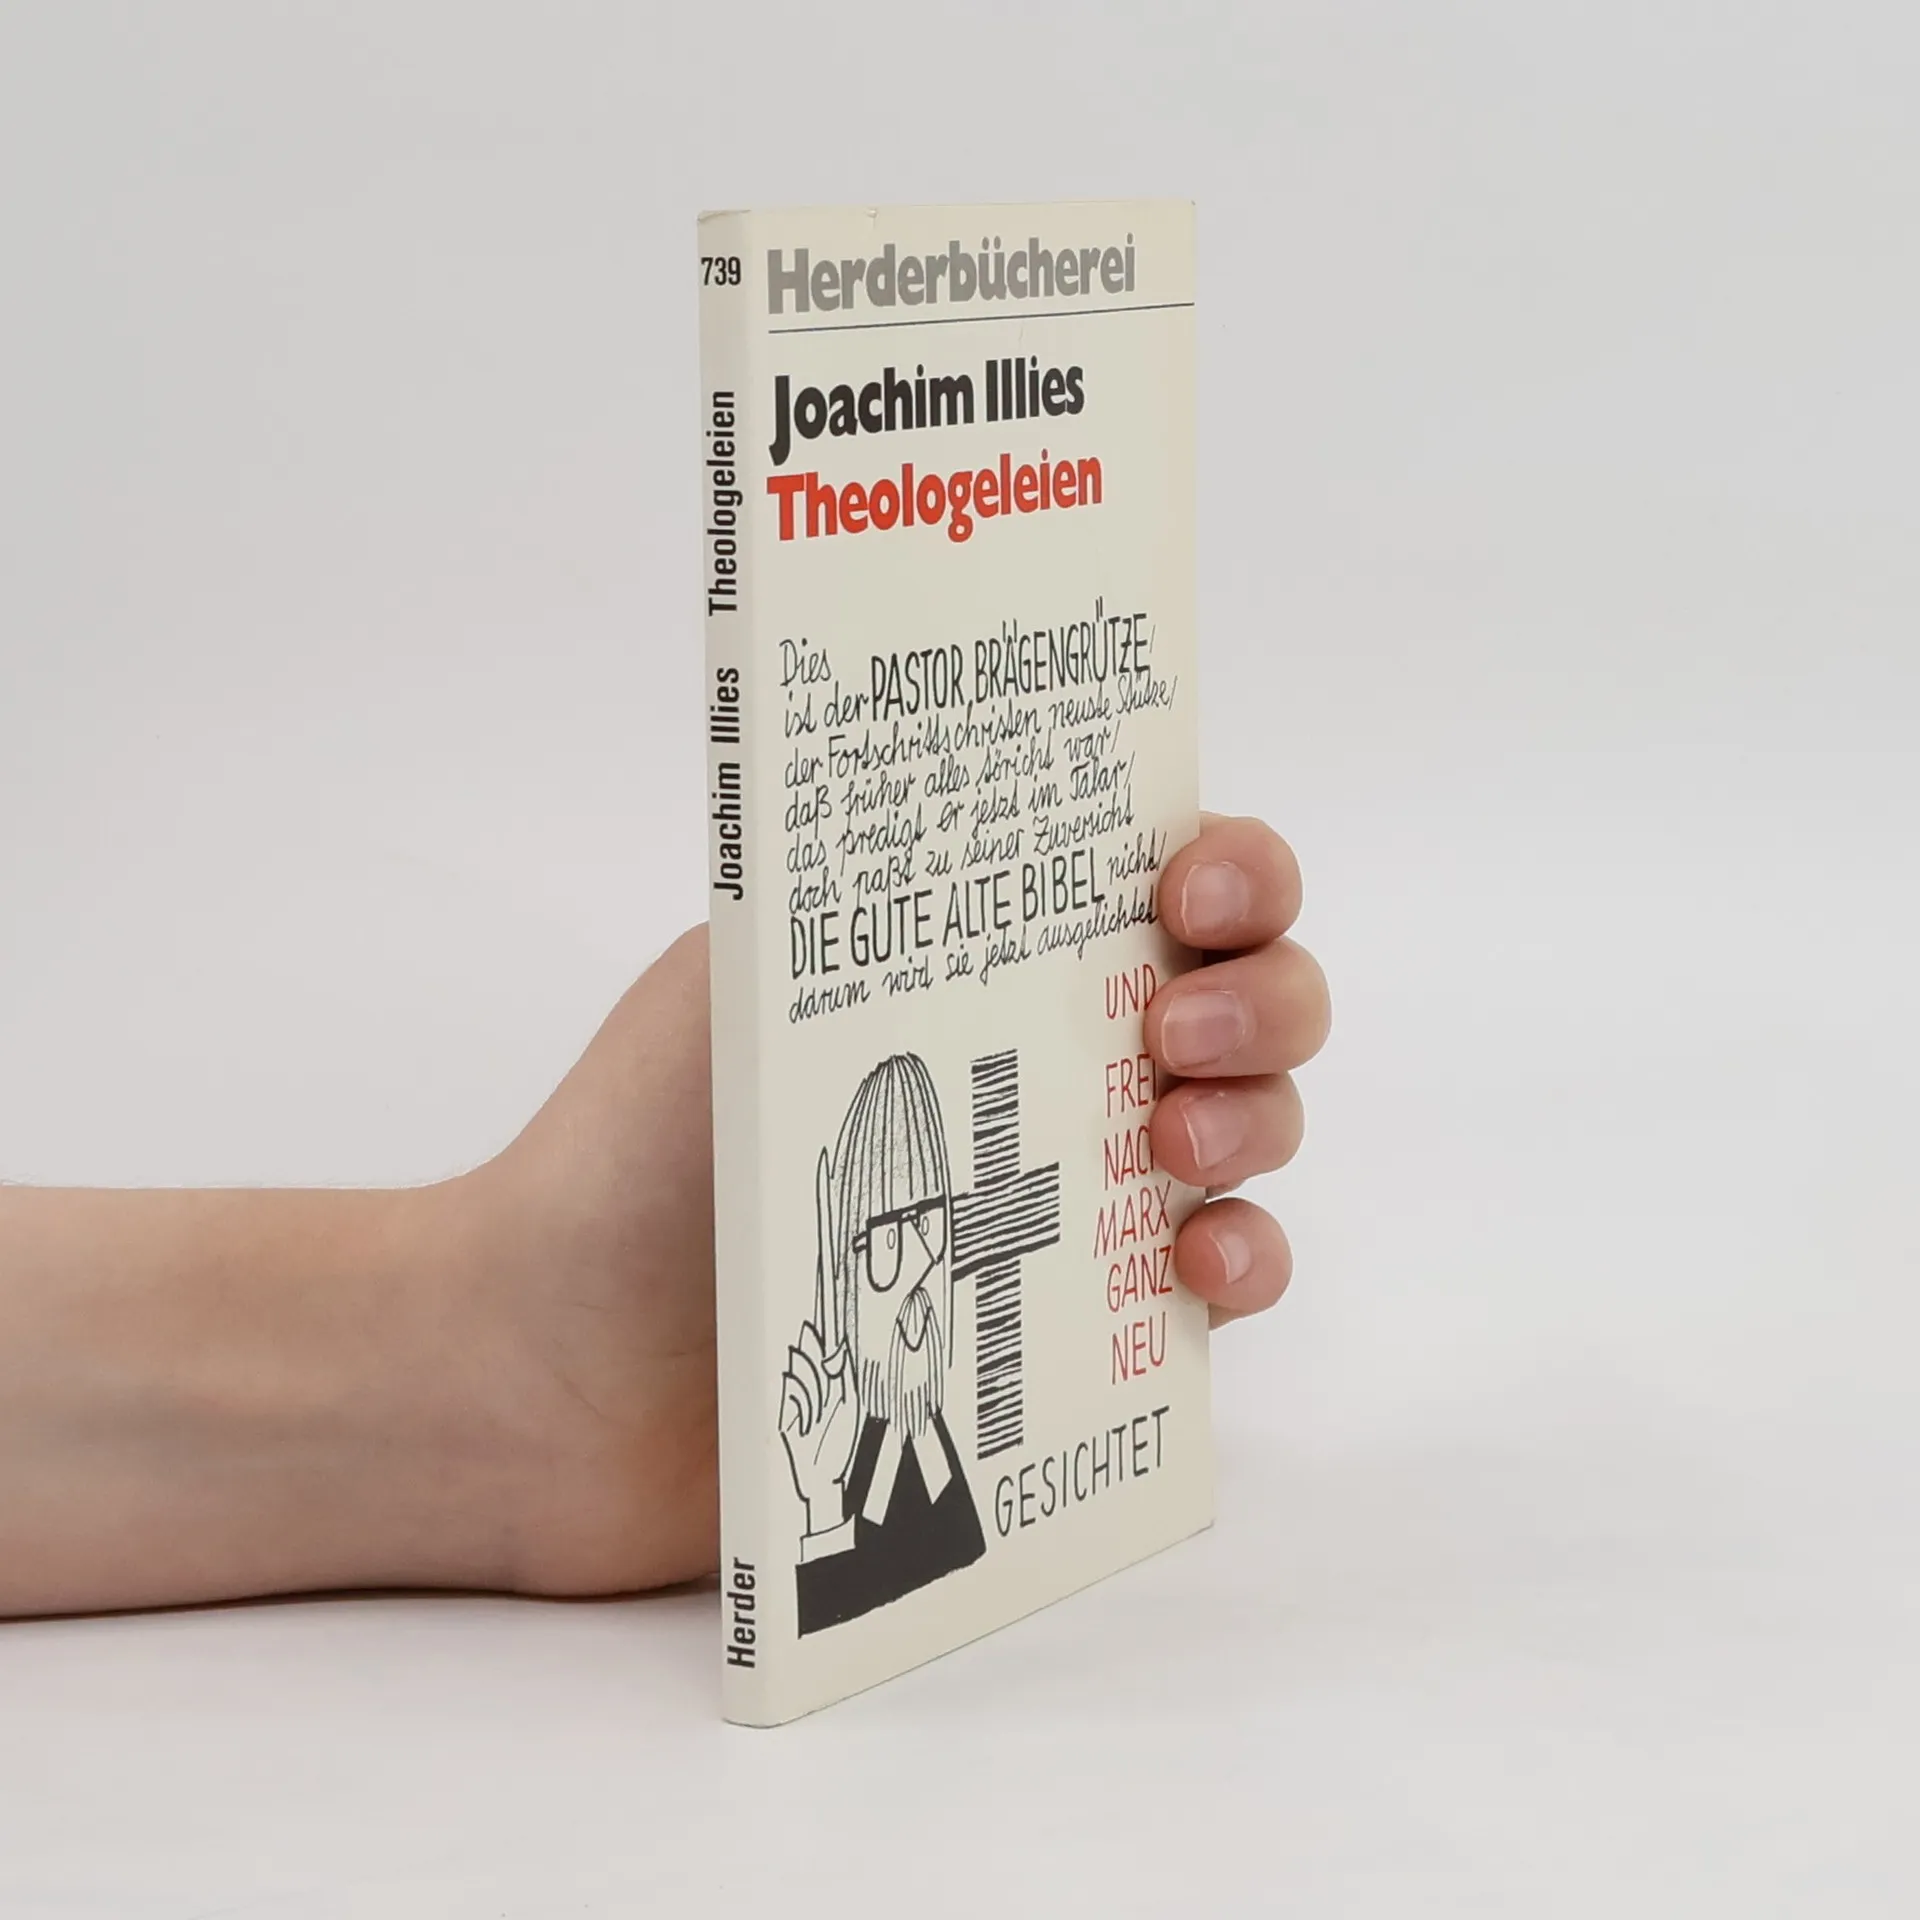 739
Joachim Illies Theologeleien
Herder
Herderbücherei
Joachim Illies
Theologeleien
Dies
ist der PASTOR BRÄGENGRÜTZE/
der Fortschrittschristen neuste Stütze/
daß früher alles töricht war/
das predigt er jetzt im Talar/
doch paßt zu seiner Zuversicht
DIE GUTE ALTE BIBEL nicht/
darum wird sie jetzt ausgelichtet
UND
FREI
NACH
MARX
GANZ
NEU
GESICHTET